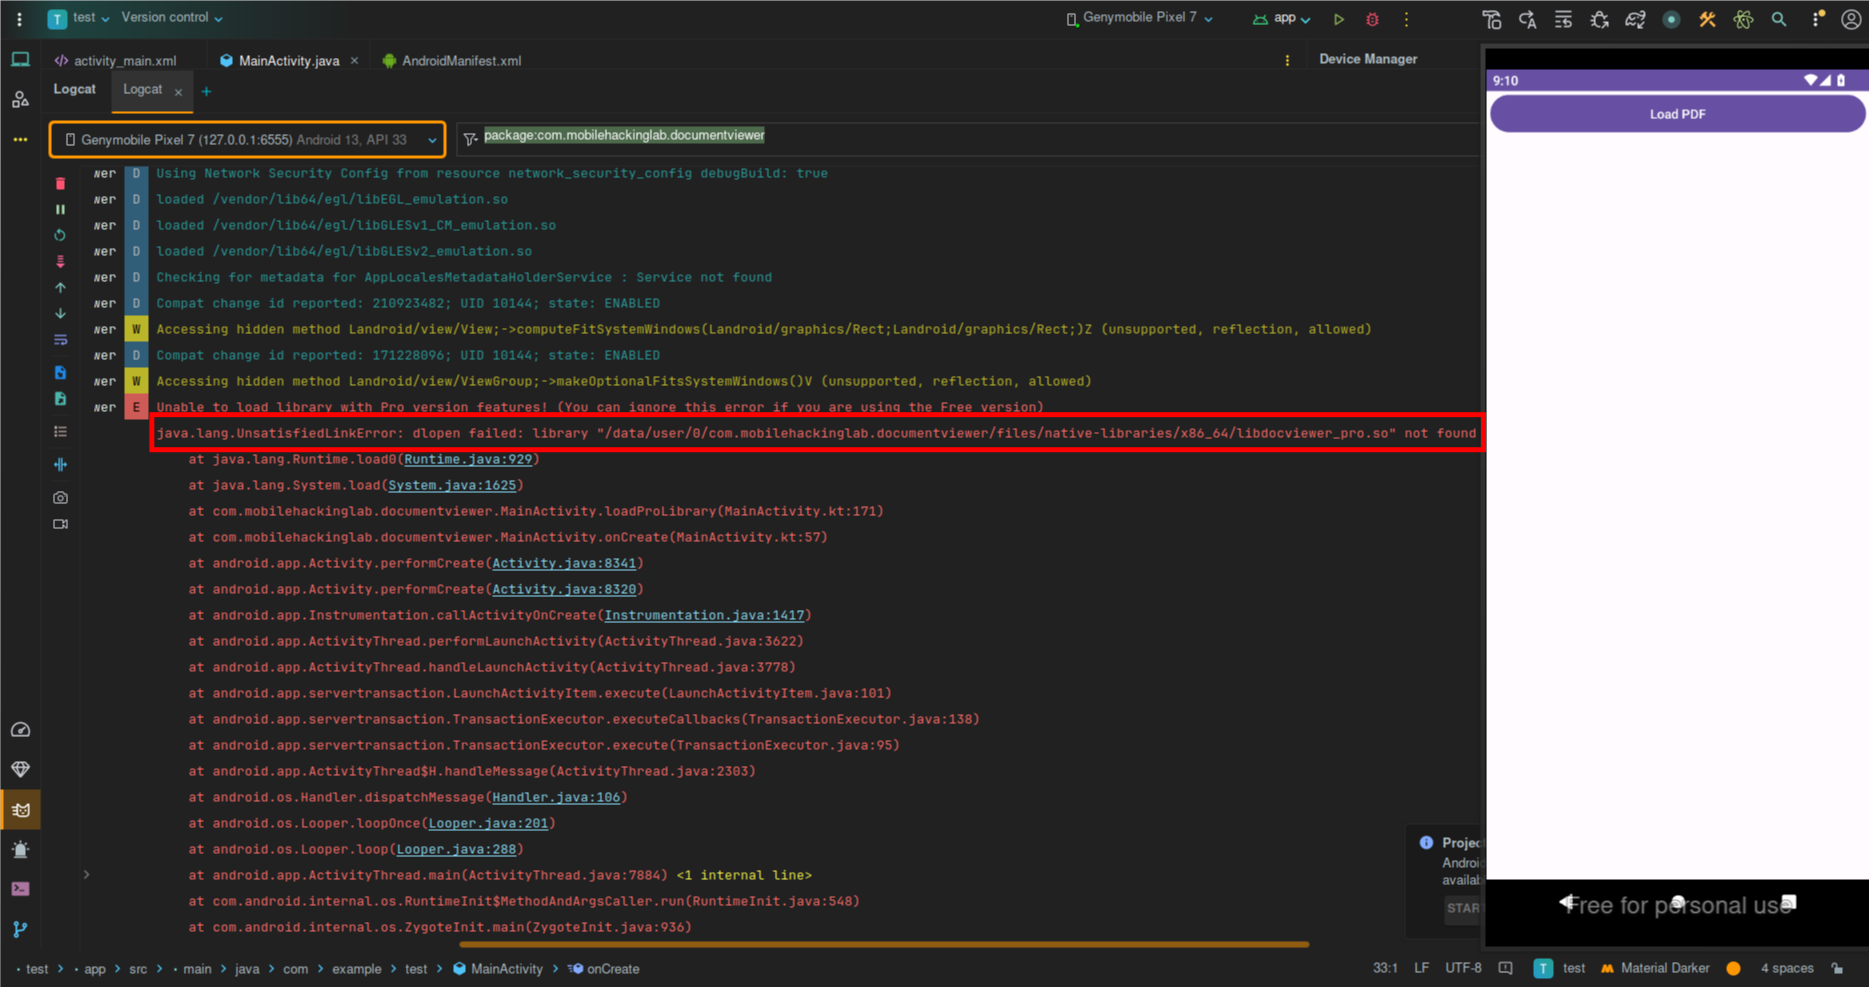 T test Version control
Genymobile Pixel 7 app
activity_main.xml MainActivity.java AndroidManifest.xml Device Manager
Logcat Logcat
Genymobile Pixel 7 (127.0.0.1:6555) Android 13, API 33 package:com.mobilehackinglab.documentviewer
wer D Using Network Security Config from resource network_security_config debugBuild: true
wer D loaded /vendor/lib64/egl/libEGL_emulation.so
wer D loaded /vendor/lib64/egl/libGLESv1_CM_emulation.so
wer D loaded /vendor/lib64/egl/libGLESv2_emulation.so
wer D Checking for metadata for AppLocalesMetadataHolderService : Service not found
wer D Compat change id reported: 210923482; UID 10144; state: ENABLED
wer W Accessing hidden method Landroid/view/View;->computeFitSystemWindows(Landroid/graphics/Rect;Landroid/graphics/Rect;)Z (unsupported, reflection, allowed)
wer D Compat change id reported: 171228096; UID 10144; state: ENABLED
wer W Accessing hidden method Landroid/view/ViewGroup;->makeOptionalFitsSystemWindows()V (unsupported, reflection, allowed)
wer E Unable to load library with Pro version features! (You can ignore this error if you are using the Free version)
java.lang.UnsatisfiedLinkError: dlopen failed: library "/data/user/0/com.mobilehackinglab.documentviewer/files/native-libraries/x86_64/libdocviewer_pro.so" not found
at java.lang.Runtime.load0(Runtime.java:929)
at java.lang.System.load(System.java:1625)
at com.mobilehackinglab.documentviewer.MainActivity.loadProLibrary(MainActivity.kt:171)
at com.mobilehackinglab.documentviewer.MainActivity.onCreate(MainActivity.kt:57)
at android.app.Activity.performCreate(Activity.java:8341)
at android.app.Activity.performCreate(Activity.java:8320)
at android.app.Instrumentation.callActivityOnCreate(Instrumentation.java:1417)
at android.app.ActivityThread.performLaunchActivity(ActivityThread.java:3622)
at android.app.ActivityThread.handleLaunchActivity(ActivityThread.java:3778)
at android.app.servertransaction.LaunchActivityItem.execute(LaunchActivityItem.java:101)
at android.app.servertransaction.TransactionExecutor.executeCallbacks(TransactionExecutor.java:138)
at android.app.servertransaction.TransactionExecutor.execute(TransactionExecutor.java:95)
at android.app.ActivityThread$H.handleMessage(ActivityThread.java:2303)
at android.os.Handler.dispatchMessage(Handler.java:106)
at android.os.Looper.loopOnce(Looper.java:201)
at android.os.Looper.loop(Looper.java:288)
at android.app.ActivityThread.main(ActivityThread.java:7884) <1 internal line>
at com.android.internal.os.RuntimeInit$MethodAndArgsCaller.run(RuntimeInit.java:548)
at com.android.internal.os.ZygoteInit.main(ZygoteInit.java:936)
9:10
Load PDF
Projec
Androi
availab
STAR
Free for personal use
test > app > src > main > java > com > example > test > MainActivity > onCreate 33:1 LF UTF-8 T test Material Darker 4 spaces